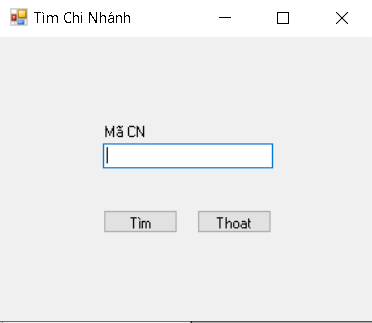 Tìm Chi Nhánh
Mã CN
Tìm
Thoat